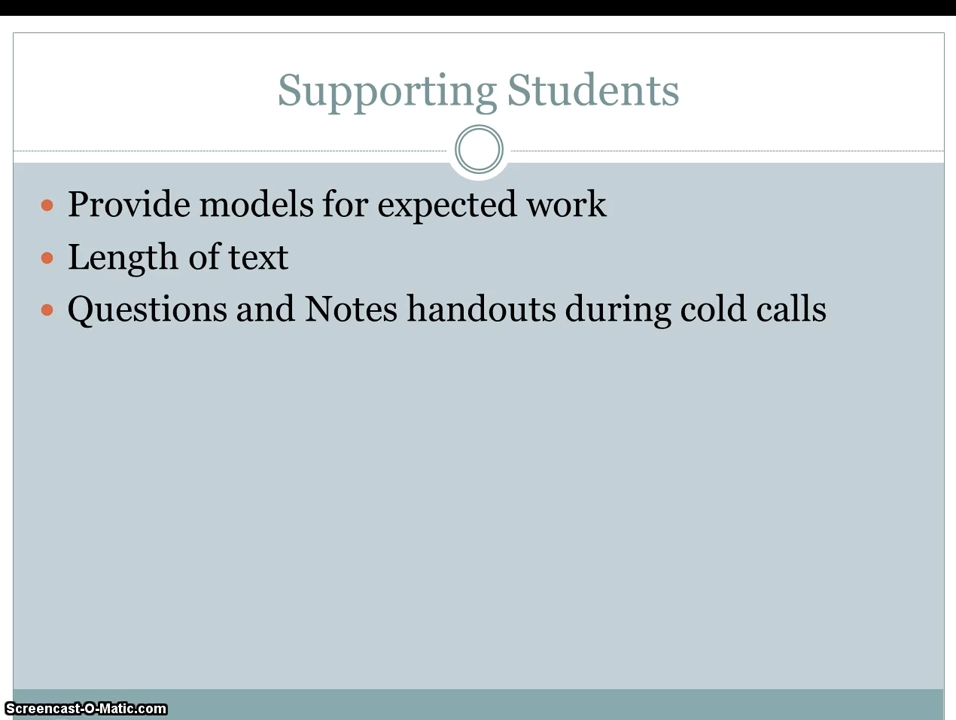 Supporting Students
Provide models for expected work
Length of text
Questions and Notes handouts during cold calls
Screencast-O-Matic.com